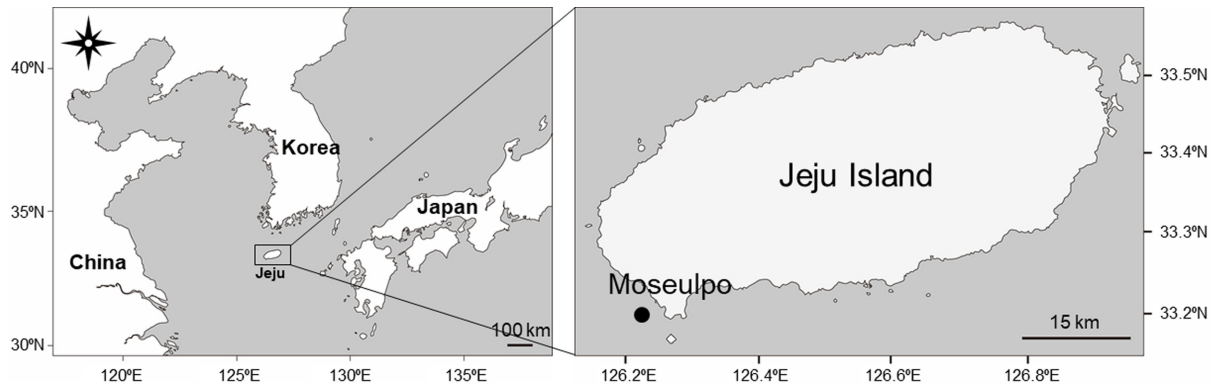 40ºN
35ºN
30ºN
120ºE
125ºE
130ºE
135ºE
Korea
Japan
China
Jeju
100 km
Jeju Island
Moseulpo
15 km
33.5ºN
33.4ºN
33.3ºN
33.2ºN
126.2ºE
126.4ºE
126.6ºE
126.8ºE